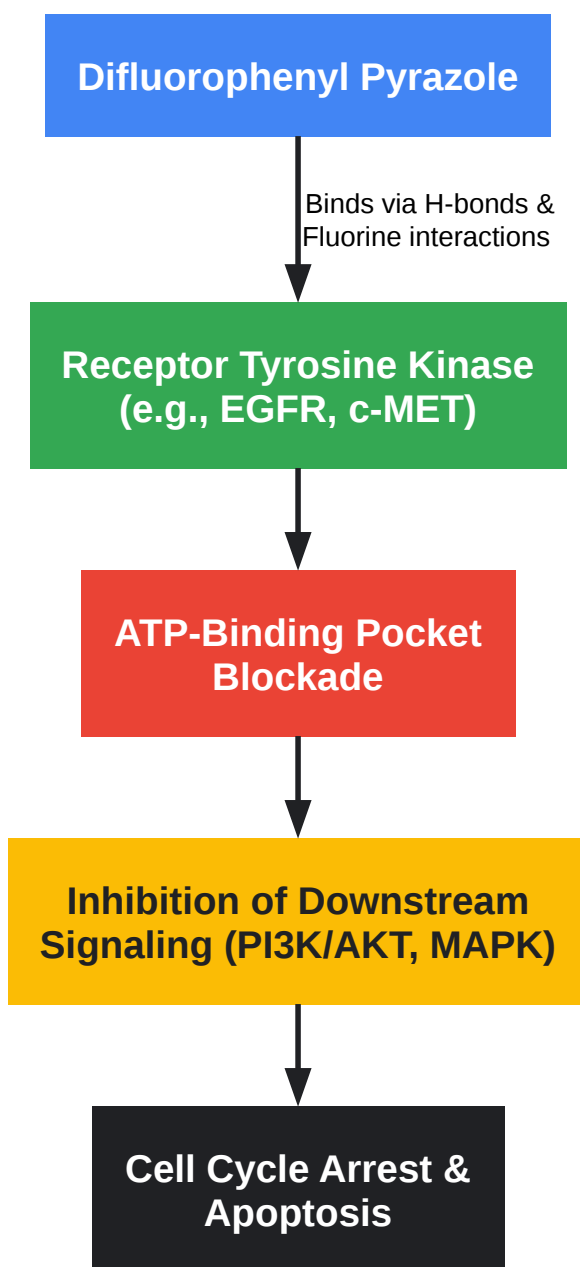 Difluorophenyl Pyrazole
Binds via H-bonds &
Fluorine interactions
Receptor Tyrosine Kinase
(e.g., EGFR, c-MET)
ATP-Binding Pocket
Blockade
Inhibition of Downstream
Signaling (PI3K/AKT, MAPK)
Cell Cycle Arrest &
Apoptosis